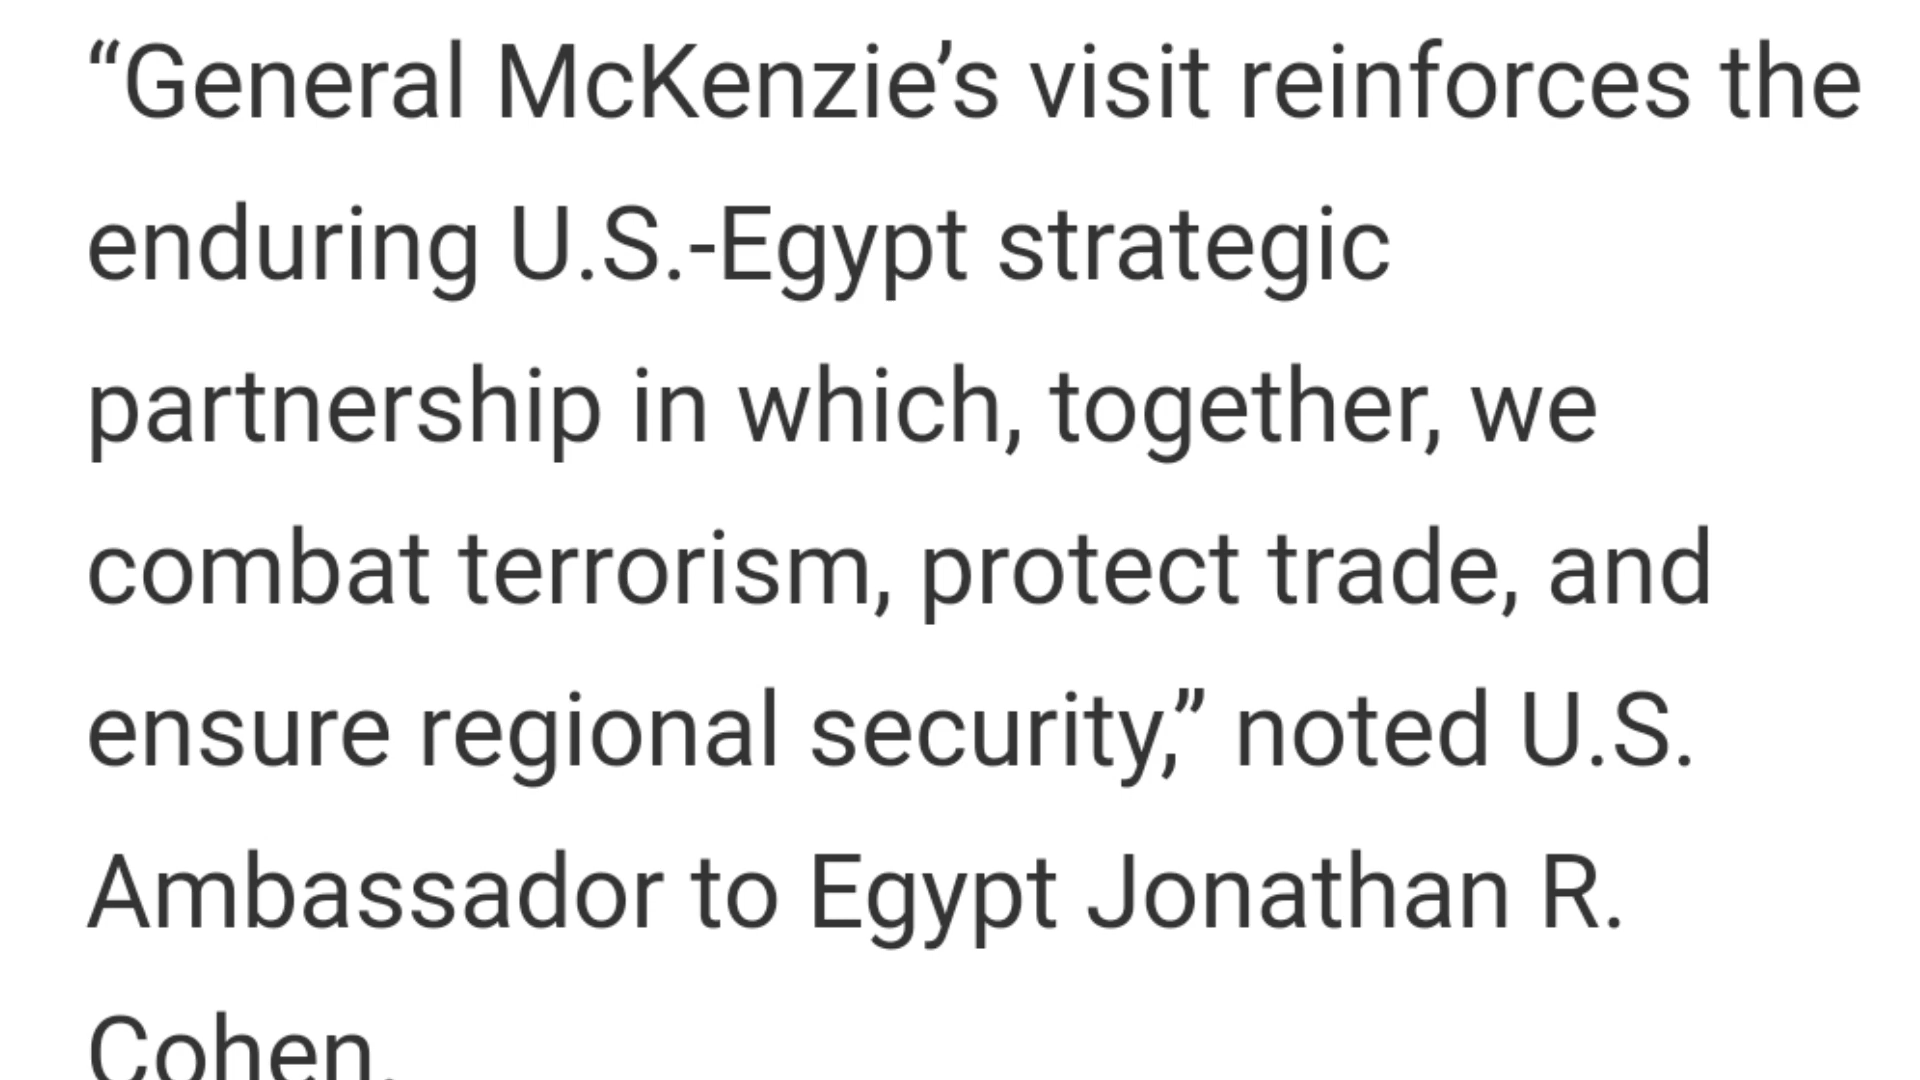 “General McKenzie’s visit reinforces the
enduring U.S.-Egypt strategic
partnership in which, together, we
combat terrorism, protect trade, and
ensure regional security,” noted U.S.
Ambassador to Egypt Jonathan R.
Cohen.